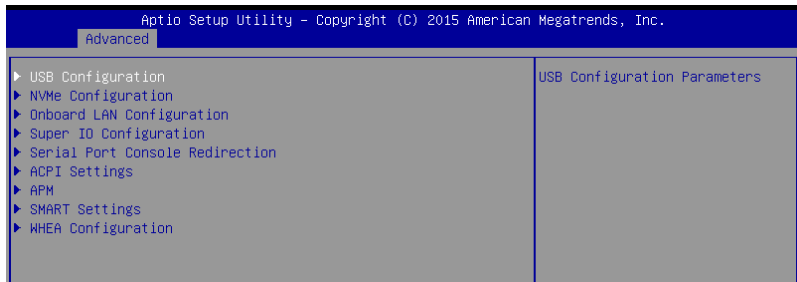 Aptio Setup Utility – Copyright (C) 2015 American Megatrends, Inc.
Advanced
USB Configuration
NVMe Configuration
Onboard LAN Configuration
Super IO Configuration
Serial Port Console Redirection
ACPI Settings
APM
SMART Settings
WHEA Configuration
USB Configuration Parameters